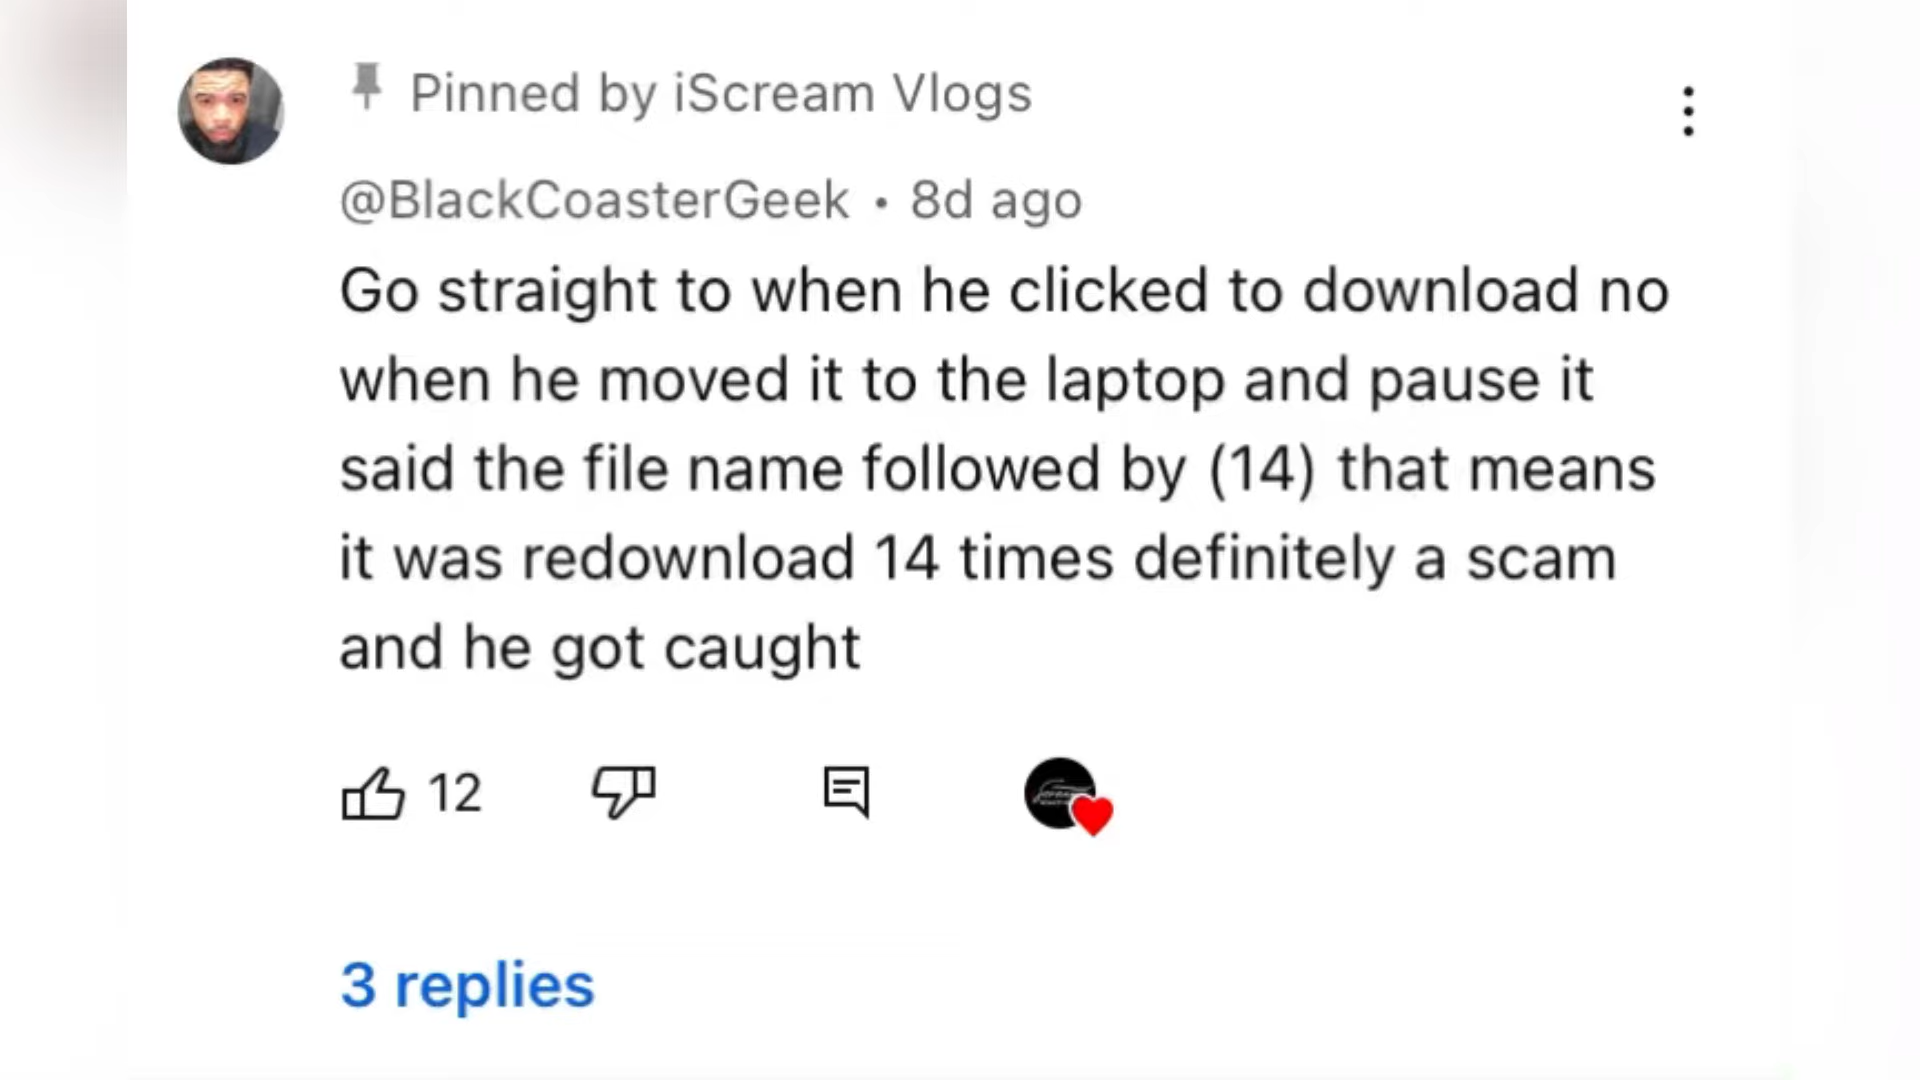 Pinned by iScream Vlogs
@BlackCoasterGeek • 8d ago
Go straight to when he clicked to download no
when he moved it to the laptop and pause it
said the file name followed by (14) that means
it was redownload 14 times definitely a scam
and he got caught
12
3 replies